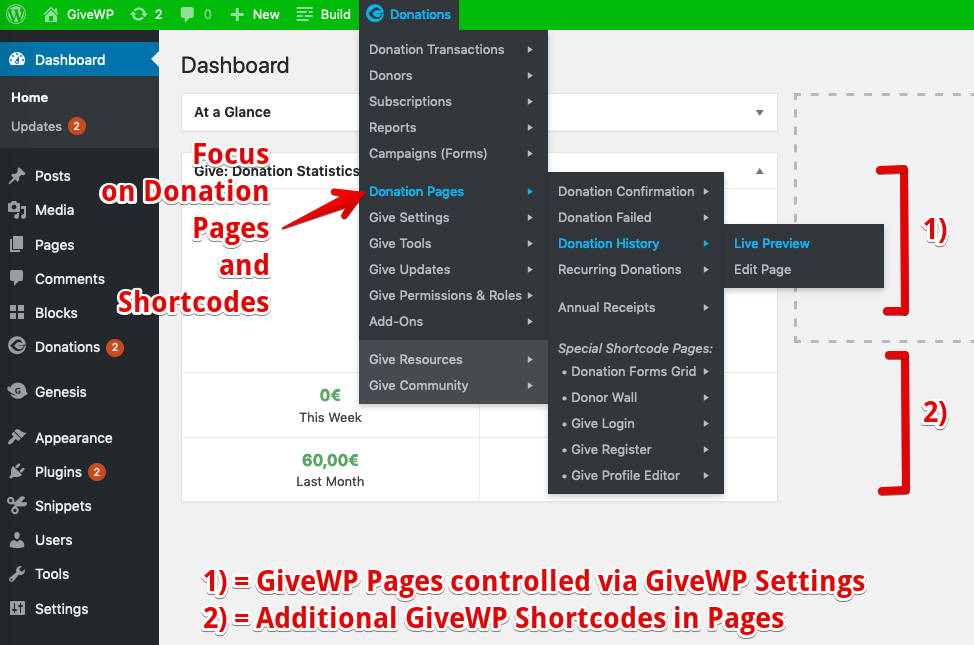 GiveWP 2 0 New Build Donations
Dashboard
Home
Updates 2
Posts
Media
Pages
Comments
Blocks
Donations 2
Genesis
Appearance
Plugins 2
Snippets
Users
Tools
Settings
Dashboard
At a Glance
Give: Donation Statistics
0€
This Week
60,00€
Last Month
Donation Transactions
Donors
Subscriptions
Reports
Campaigns (Forms)
Donation Pages
Give Settings
Give Tools
Give Updates
Give Permissions & Roles
Add-Ons
Give Resources
Give Community
Donation Confirmation
Donation Failed
Donation History
Recurring Donations
Annual Receipts
Special Shortcode Pages:
• Donation Forms Grid
• Donor Wall
• Give Login
• Give Register
• Give Profile Editor
Live Preview
Edit Page
Focus
on Donation
Pages
and
Shortcodes
1)
2)
1) = GiveWP Pages controlled via GiveWP Settings
2) = Additional GiveWP Shortcodes in Pages